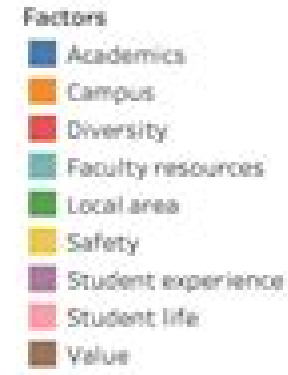 Factors
Academics
Campus
Diversity
Faculty resources
Local area
Safety
Student experience
Student life
Value